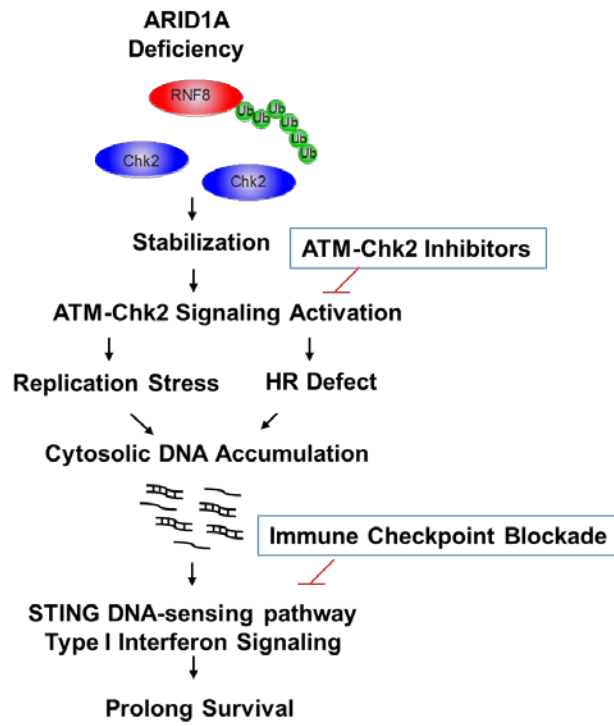 ARID1A
Deficiency
RNF8
Ub
Ub
Ub
Ub
Ub
Ub
Chk2
Chk2
Stabilization
ATM-Chk2 Inhibitors
ATM-Chk2 Signaling Activation
Replication Stress
HR Defect
Cytosolic DNA Accumulation
Immune Checkpoint Blockade
STING DNA-sensing pathway
Type I Interferon Signaling
Prolong Survival